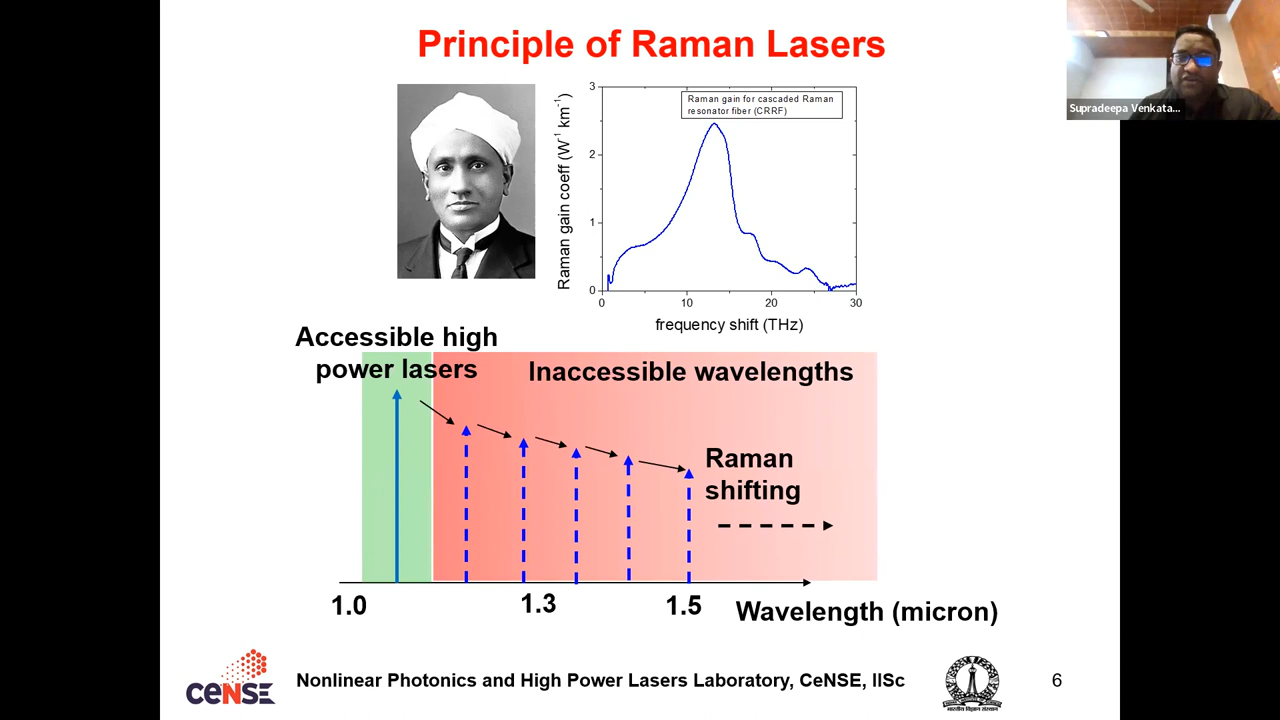 Principle of Raman Lasers
Supradeepa Venkata...
3
2
1
0
Raman gain coeff (W-1 km-1)
Raman gain for cascaded Raman
resonator fiber (CRRF)
0 10 20 30
frequency shift (THz)
Accessible high
power lasers
Inaccessible wavelengths
Raman
shifting
1.0 1.3 1.5
Wavelength (micron)
ceNSE
Nonlinear Photonics and High Power Lasers Laboratory, CeNSE, IISc
भारतीय विज्ञान संस्थान
6